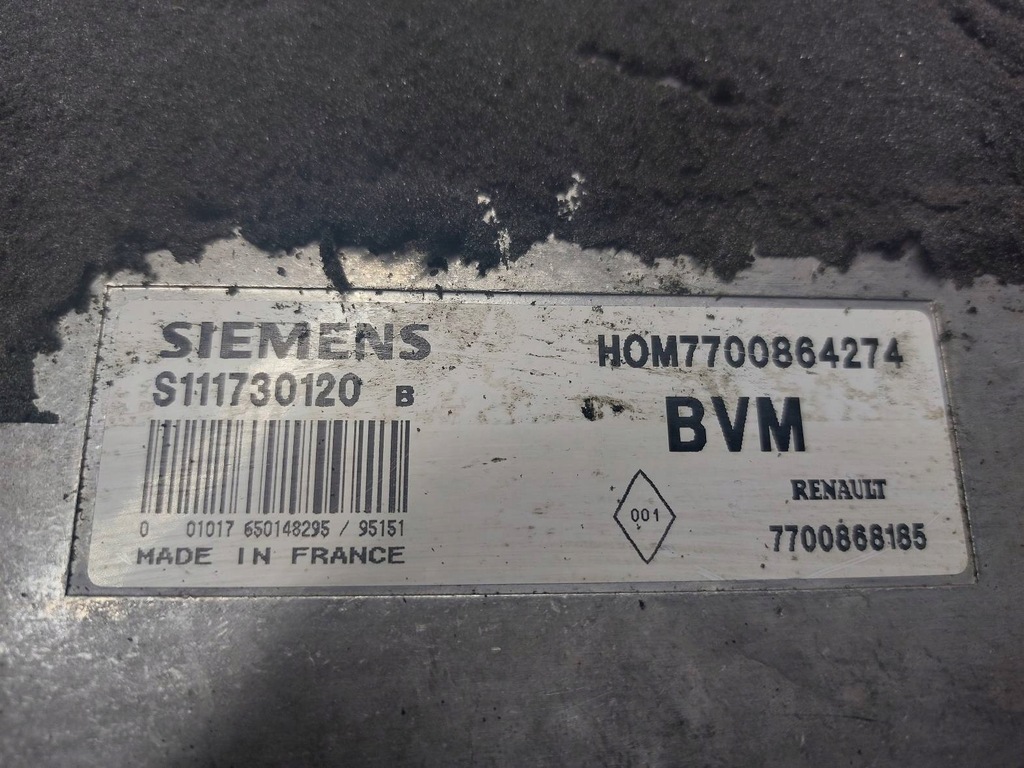 SIEMENS
S111730120 B
0 01017 650148295 / 95151
MADE IN FRANCE
HOM7700864274
BVM
001
RENAULT
7700868185